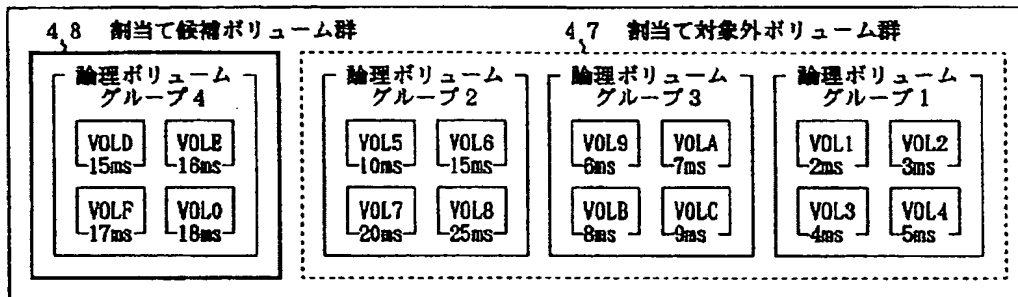 48 割当て候補ボリューム群
47 割当て対象外ボリューム群
論理ボリューム
グループ4
VOLD
15ms
VOLE
16ms
VOLF
17ms
VOL0
18ms
論理ボリューム
グループ2
VOL5
10ms
VOL6
15ms
VOL7
20ms
VOL8
25ms
論理ボリューム
グループ3
VOL9
6ms
VOLA
7ms
VOLB
8ms
VOLC
9ms
論理ボリューム
グループ1
VOL1
2ms
VOL2
3ms
VOL3
4ms
VOL4
5ms